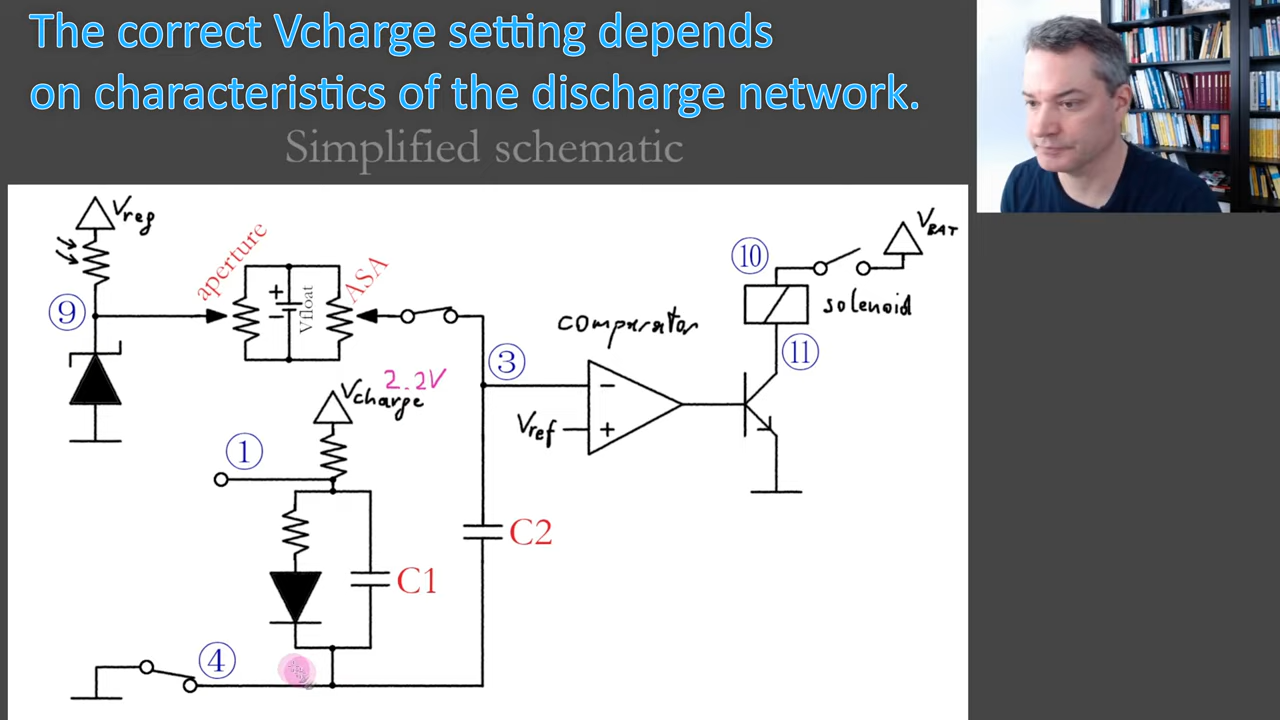 The correct Vcharge setting depends
on characteristics of the discharge network.
Simplified schematic
Vreg
aperture
+
−
Vfloat
ASA
9
10
VBAT
solenoid
11
comparator
3
−
Vref
+
Vcharge
2.2V
1
C2
C1
4